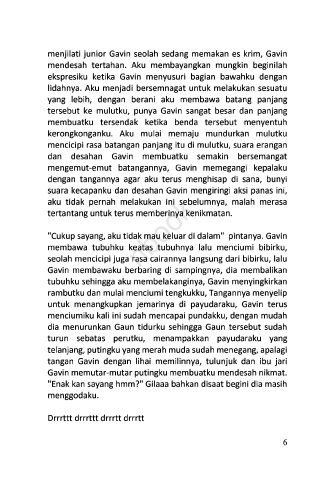 menjilati junior Gavin seolah sedang memakan es krim, Gavin
mendesah tertahan. Aku membayangkan mungkin beginilah
ekspresiku ketika Gavin menyusuri bagian bawahku dengan
lidahnya. Aku menjadi bersemnagat untuk melakukan sesuatu
yang lebih, dengan berani aku membawa batang panjang
tersebut ke mulutku, punya Gavin sangat besar dan panjang
membuatku tersendak ketika benda tersebut menyentuh
kerongkonganku. Aku mulai memaju mundurkan mulutku
mencicipi rasa batangan panjang itu di mulutku, suara erangan
dan desahan Gavin membuatku semakin bersemangat
mengemut-emut batangannya, Gavin memegangi kepalaku
dengan tangannya agar aku terus menghisap di sana, bunyi
suara kecapanku dan desahan Gavin mengiringi aksi panas ini,
aku tidak pernah melakukan ini sebelumnya, malah merasa
tertantang untuk terus memberinya kenikmatan.
"Cukup sayang, aku tidak mau keluar di dalam" pintanya. Gavin
membawa tubuhku keatas tubuhnya lalu menciumi bibirku,
seolah mencicipi juga rasa cairannya langsung dari bibirku, lalu
Gavin membawaku berbaring di sampingnya, dia membalikan
tubuhku sehingga aku membelakanginya, Gavin menyingkirkan
rambutku dan mulai menciumi tengkukku, Tangannya menyelip
untuk menangkupkan jemarinya di payudaraku, Gavin terus
menciumiku kali ini sudah mencapai pundakku, dengan mudah
dia menurunkan Gaun tidurku sehingga Gaun tersebut sudah
turun sebatas perutku, menampakkan payudaraku yang
telanjang, putingku yang merah muda sudah menegang, apalagi
tangan Gavin dengan lihai memilinnya, tulunjuk dan ibu jari
Gavin memutar-mutar putingku membuatku mendesah nikmat.
"Enak kan sayang hmm?" Gilaaa bahkan disaat begini dia masih
menggodaku.
Drrrttt drrrttt drrrtt drrrtt
6